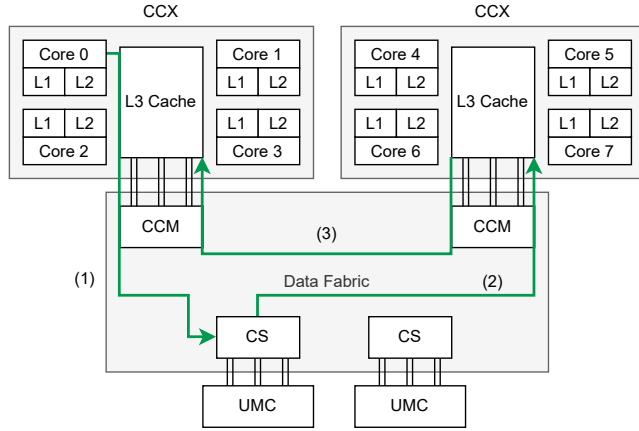 CCX CCX
Core 0 Core 1 Core 4 Core 5
L1 L2 L1 L2 L1 L2 L1 L2
L3 Cache L3 Cache
L1 L2 L1 L2 L1 L2 L1 L2
Core 2 Core 3 Core 6 Core 7
CCM CCM
(3)
(1) Data Fabric (2)
CS CS
UMC UMC